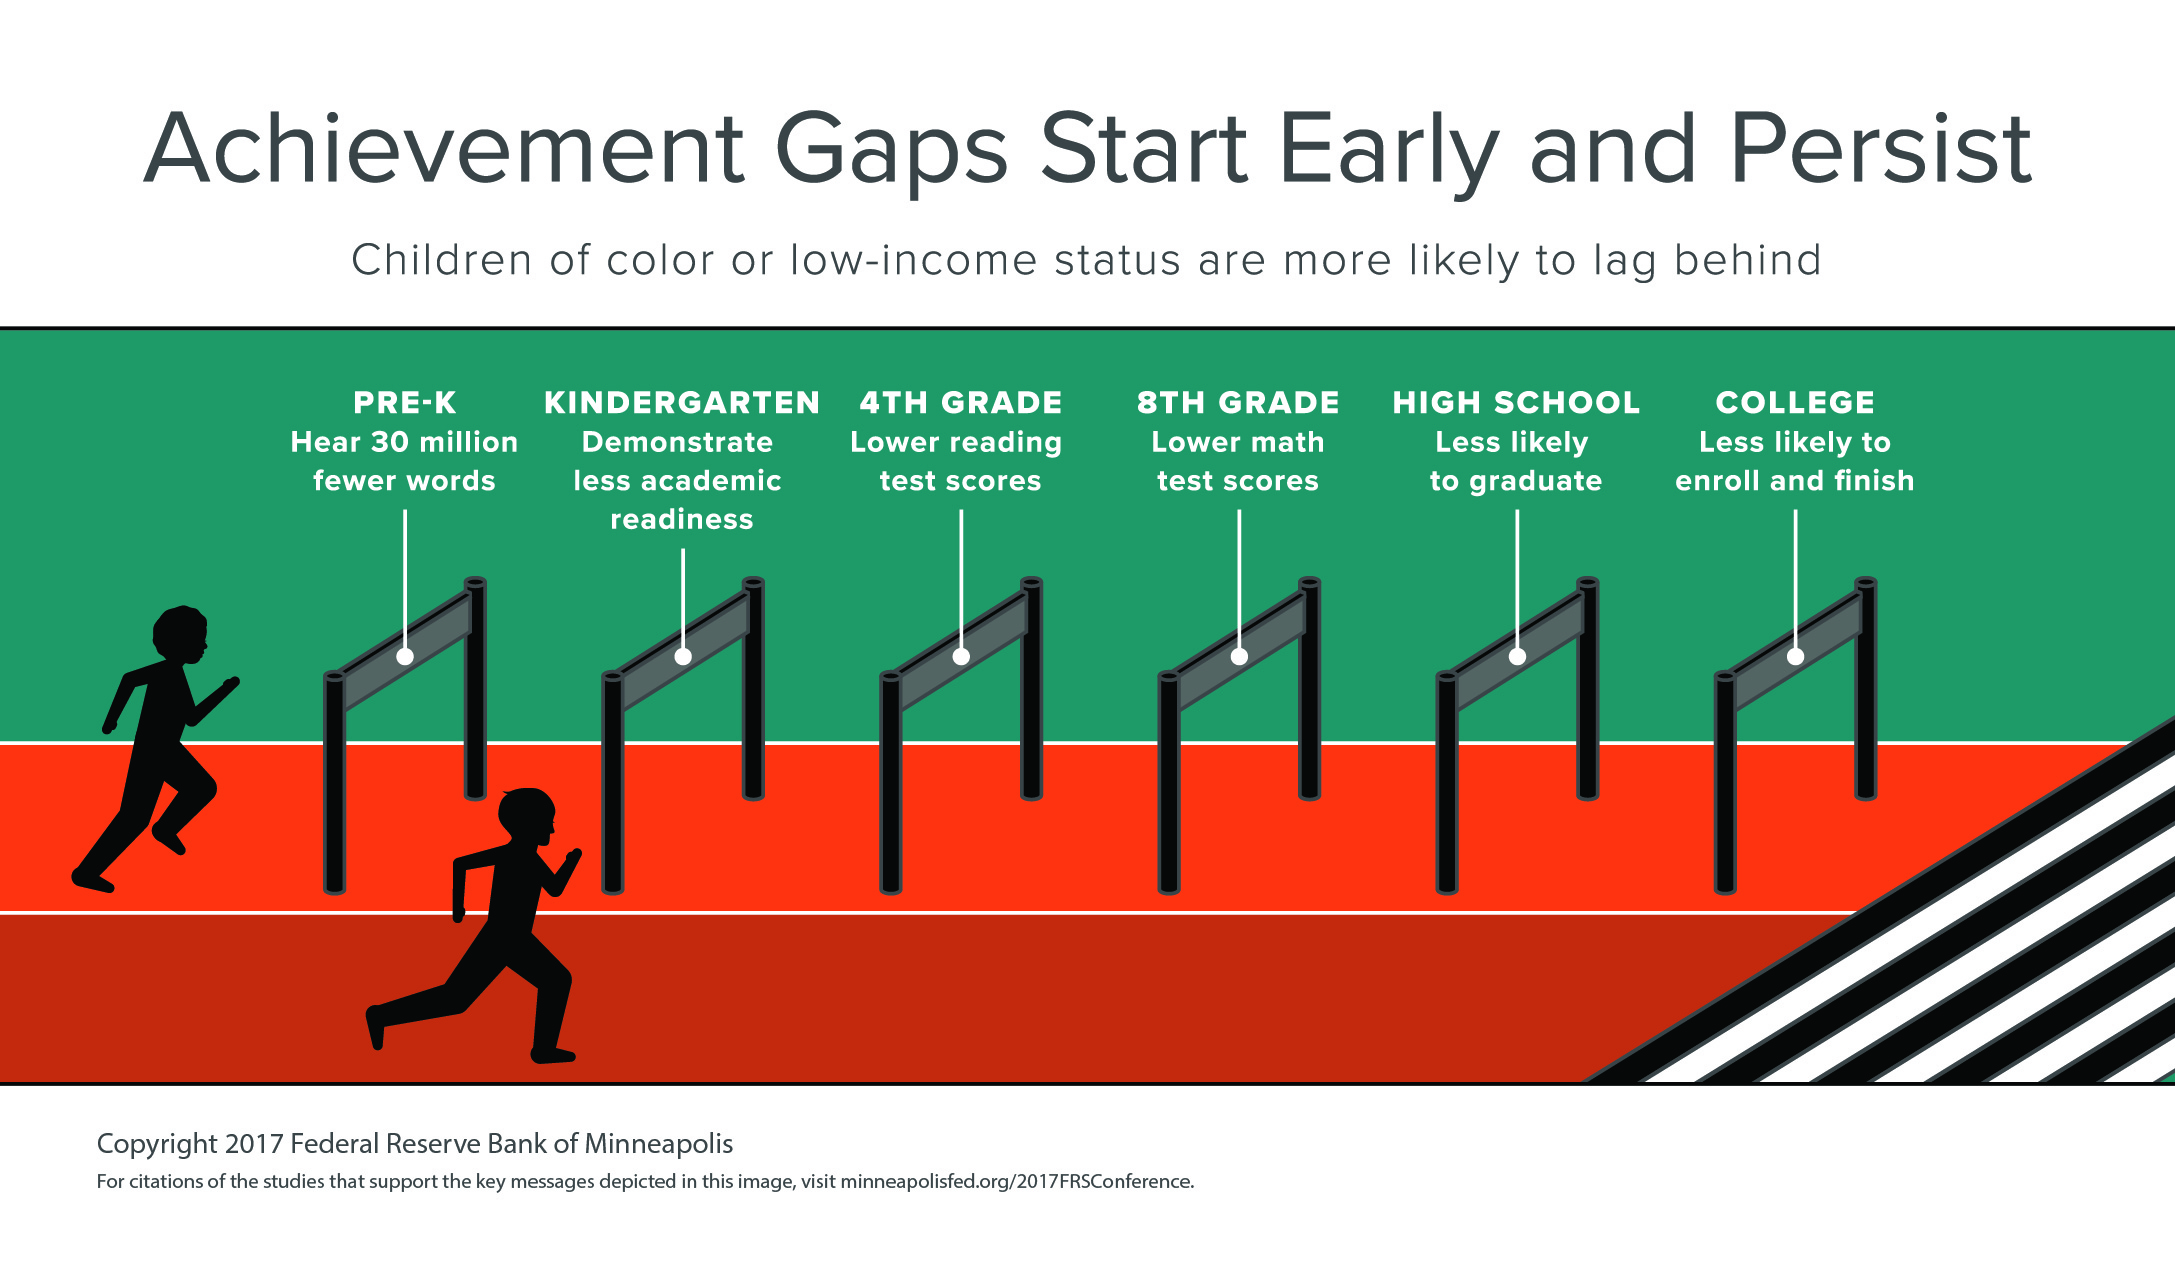 Achievement Gaps Start Early and Persist
Children of color or low-income status are more likely to lag behind
PRE-K
Hear 30 million
fewer words
KINDERGARTEN
Demonstrate
less academic
readiness
4TH GRADE
Lower reading
test scores
8TH GRADE
Lower math
test scores
HIGH SCHOOL
Less likely
to graduate
COLLEGE
Less likely to
enroll and finish
Copyright 2017 Federal Reserve Bank of Minneapolis
For citations of the studies that support the key messages depicted in this image, visit minneapolisfed.org/2017FRSConference.